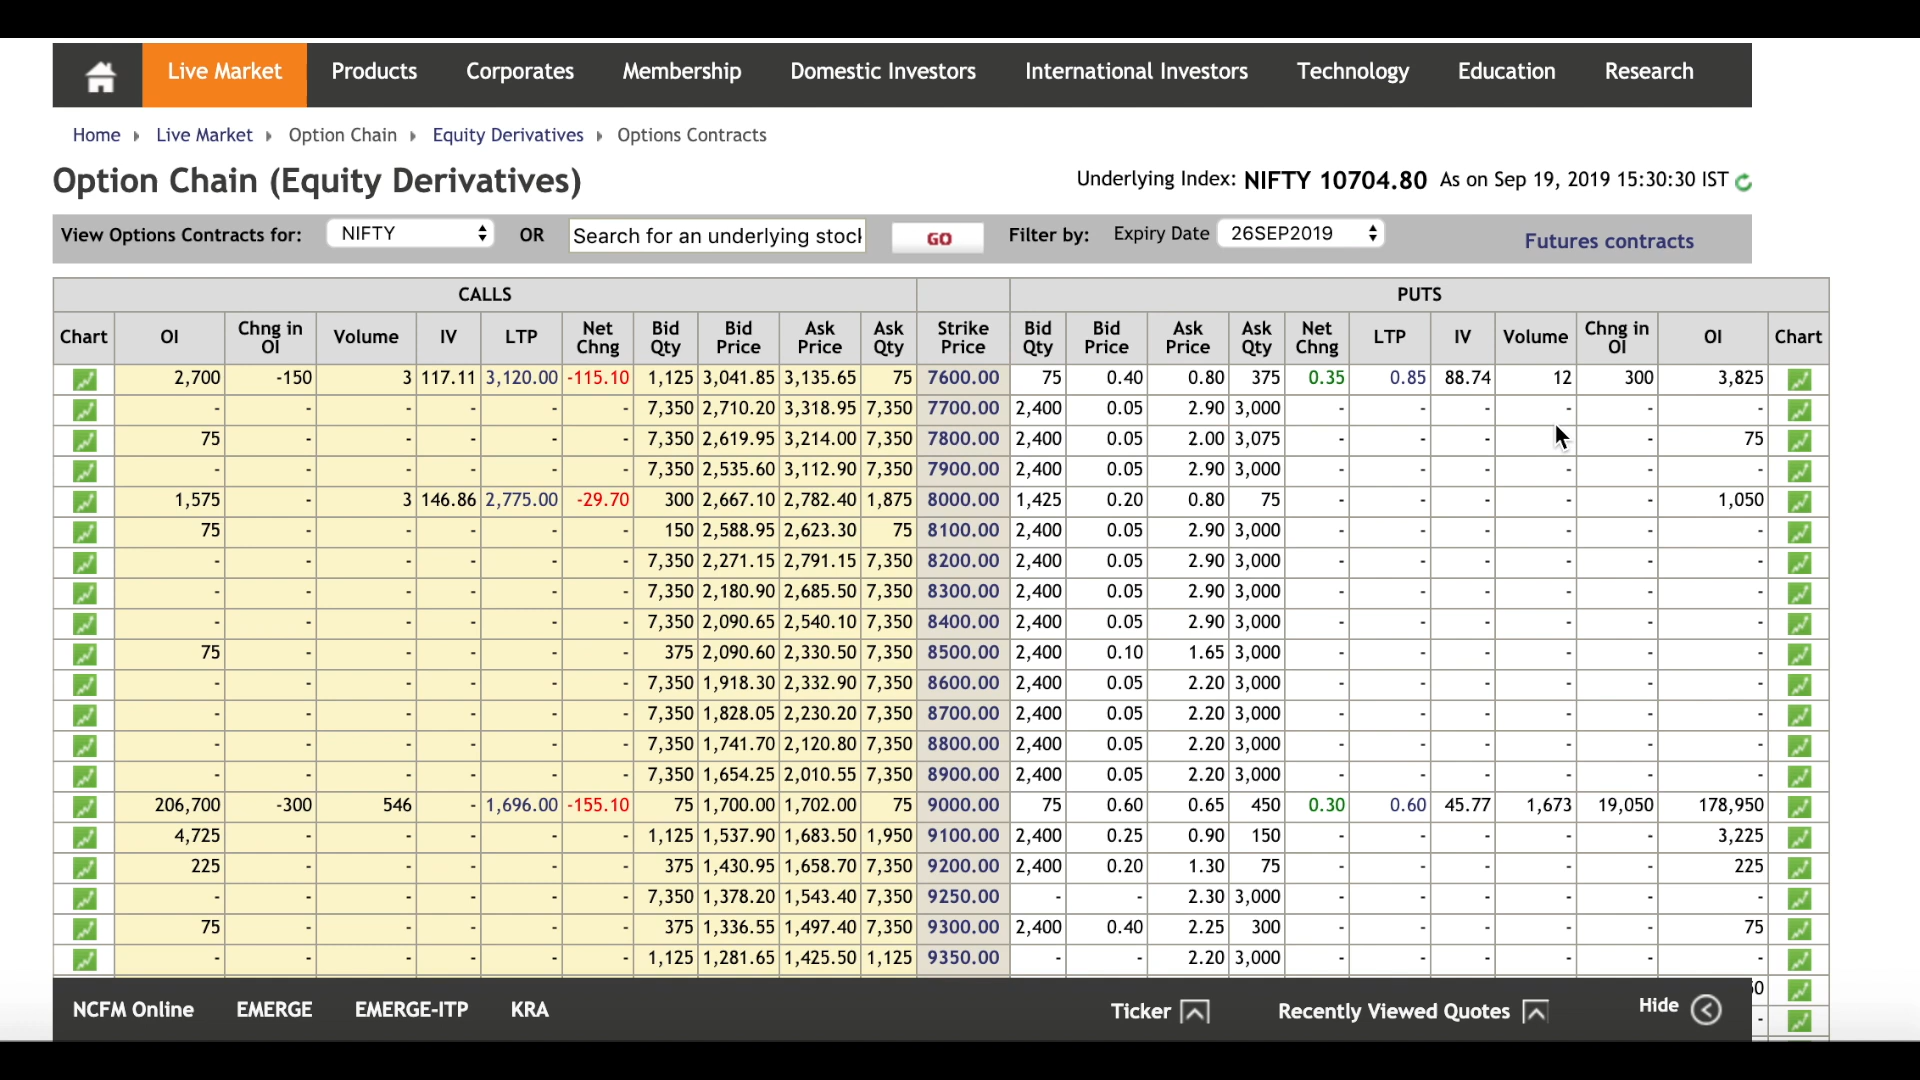 Live Market Products Corporates Membership Domestic Investors International Investors Technology Education Research
Home Live Market Option Chain Equity Derivatives Options Contracts
Option Chain (Equity Derivatives) Underlying Index: NIFTY 10704.80 As on Sep 19, 2019 15:30:30 IST
View Options Contracts for: NIFTY OR Search for an underlying stock GO Filter by: Expiry Date 26SEP2019 Futures contracts
CALLS PUTS
Chart OI Chng in OI Volume IV LTP Net Chng Bid Qty Bid Price Ask Price Ask Qty Strike Price Bid Qty Bid Price Ask Price Ask Qty Net Chng LTP IV Volume Chng in OI OI Chart
2,700 -150 3 117.11 3,120.00 -115.10 1,125 3,041.85 3,135.65 75 7600.00 75 0.40 0.80 375 0.35 0.85 88.74 12 300 3,825
- - - - - - 7,350 2,710.20 3,318.95 7,350 7700.00 2,400 0.05 2.90 3,000 - - - - - -
75 - - - - - 7,350 2,619.95 3,214.00 7,350 7800.00 2,400 0.05 2.00 3,075 - - - - - 75
- - - - - - 7,350 2,535.60 3,112.90 7,350 7900.00 2,400 0.05 2.90 3,000 - - - - - -
1,575 - 3 146.86 2,775.00 -29.70 300 2,667.10 2,782.40 1,875 8000.00 1,425 0.20 0.80 75 - - - - - 1,050
75 - - - - - 150 2,588.95 2,623.30 75 8100.00 2,400 0.05 2.90 3,000 - - - - - -
- - - - - - 7,350 2,271.15 2,791.15 7,350 8200.00 2,400 0.05 2.90 3,000 - - - - - -
- - - - - - 7,350 2,180.90 2,685.50 7,350 8300.00 2,400 0.05 2.90 3,000 - - - - - -
- - - - - - 7,350 2,090.65 2,540.10 7,350 8400.00 2,400 0.05 2.90 3,000 - - - - - -
75 - - - - - 375 2,090.60 2,330.50 7,350 8500.00 2,400 0.10 1.65 3,000 - - - - - -
- - - - - - 7,350 1,918.30 2,332.90 7,350 8600.00 2,400 0.05 2.20 3,000 - - - - - -
- - - - - - 7,350 1,828.05 2,230.20 7,350 8700.00 2,400 0.05 2.20 3,000 - - - - - -
- - - - - - 7,350 1,741.70 2,120.80 7,350 8800.00 2,400 0.05 2.20 3,000 - - - - - -
- - - - - - 7,350 1,654.25 2,010.55 7,350 8900.00 2,400 0.05 2.20 3,000 - - - - - -
206,700 -300 546 - 1,696.00 -155.10 75 1,700.00 1,702.00 75 9000.00 75 0.60 0.65 450 0.30 0.60 45.77 1,673 19,050 178,950
4,725 - - - - - 1,125 1,537.90 1,683.50 1,950 9100.00 2,400 0.25 0.90 150 - - - - - 3,225
225 - - - - - 375 1,430.95 1,658.70 7,350 9200.00 2,400 0.20 1.30 75 - - - - - 225
- - - - - - 7,350 1,378.20 1,543.40 7,350 9250.00 - - 2.30 3,000 - - - - - -
75 - - - - - 375 1,336.55 1,497.40 7,350 9300.00 2,400 0.40 2.25 300 - - - - - 75
- - - - - - 1,125 1,281.65 1,425.50 1,125 9350.00 - - 2.20 3,000 - - - - - -
NCFM Online EMERGE EMERGE-ITP KRA Ticker Recently Viewed Quotes Hide